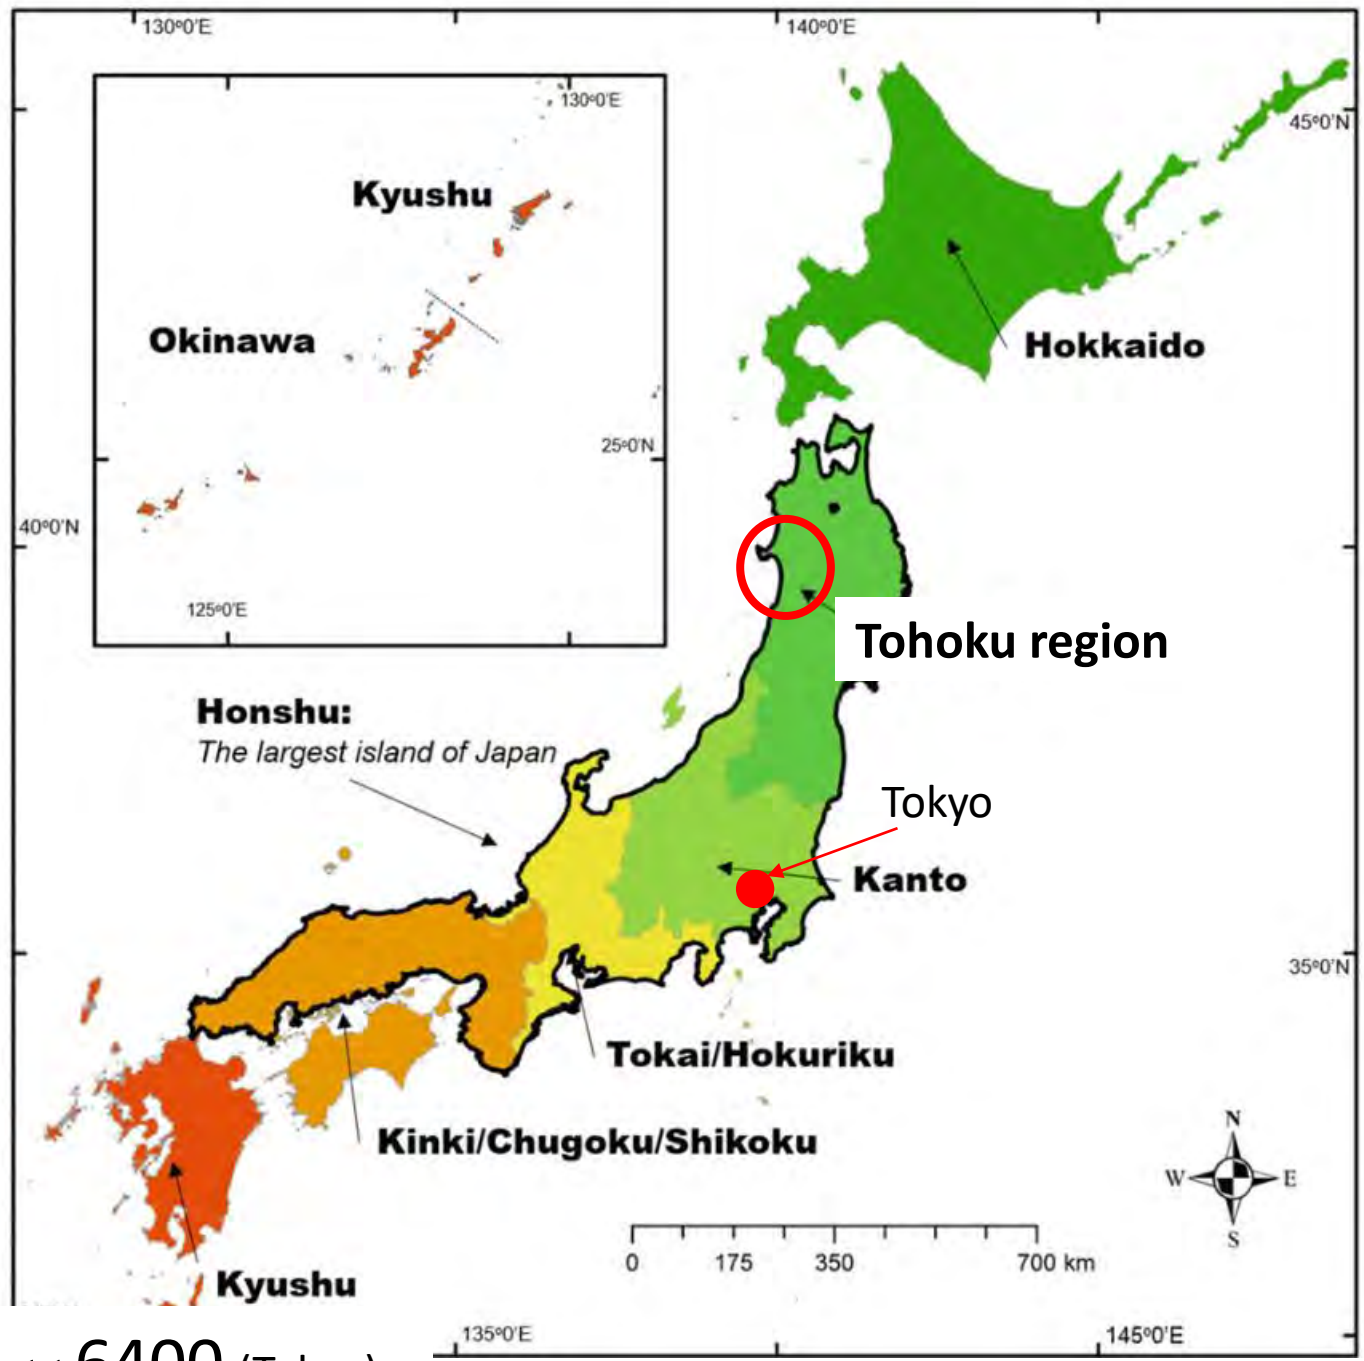 130°0'E
140°0'E
130°0'E
45°0'N
Kyushu
Okinawa
Hokkaido
25°0'N
40°0'N
125°0'E
Tohoku region
Honshu:
The largest island of Japan
Tokyo
Kanto
35°0'N
Tokai/Hokuriku
Kinki/Chugoku/Shikoku
N
W E
S
0 175 350 700 km
Kyushu
135°0'E
145°0'E
6400